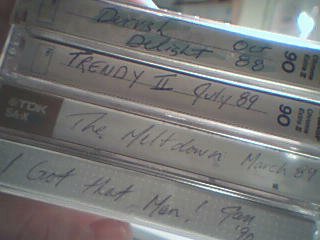 Dervish Oct
Delight 88
90
TRENDY II July 89
90
TDK
SA-X
The Meltdown March 89
I Got that, Man! Jan
'90